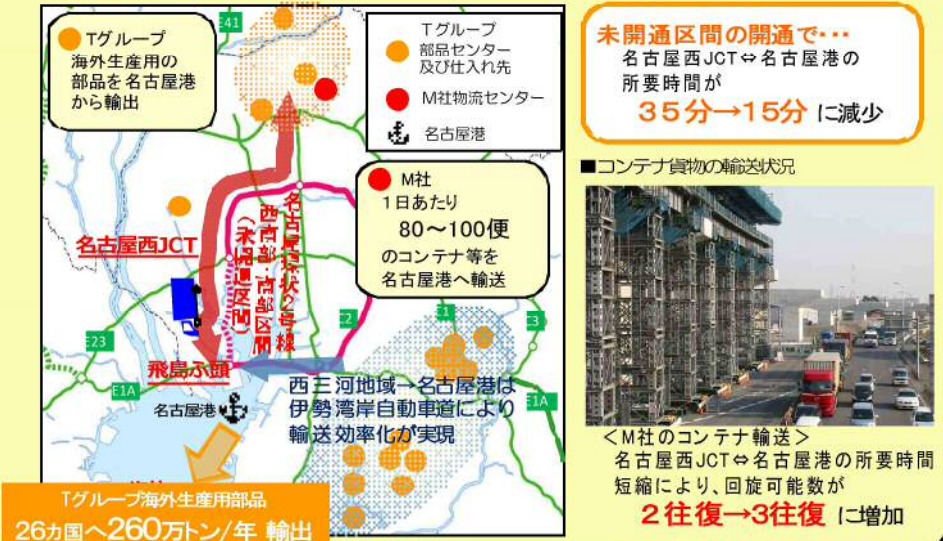 Tグループ
海外生産用の
部品を名古屋港
から輸出
E41
Tグループ
部品センター
及び仕入れ先
M社物流センター
名古屋港
M社
1日あたり
80~100便
のコンテナ等を
名古屋港へ輸送
名古屋西JCT
名古屋環状2号線
西南部・南部区間
(未開通区間)
E23
E2
E1
E3
飛島ふ頭
E1A
E1A
名古屋港
西三河地域→名古屋港は
伊勢湾岸自動車道により
輸送効率化が実現
Tグループ海外生産用部品
26カ国へ260万トン/年 輸出
未開通区間の開通で・・・
名古屋西JCT⇔名古屋港の
所要時間が
35分→15分 に減少
■コンテナ貨物の輸送状況
<M社のコンテナ輸送>
名古屋西JCT⇔名古屋港の所要時間
短縮により、回旋可能数が
2往復→3往復 に増加